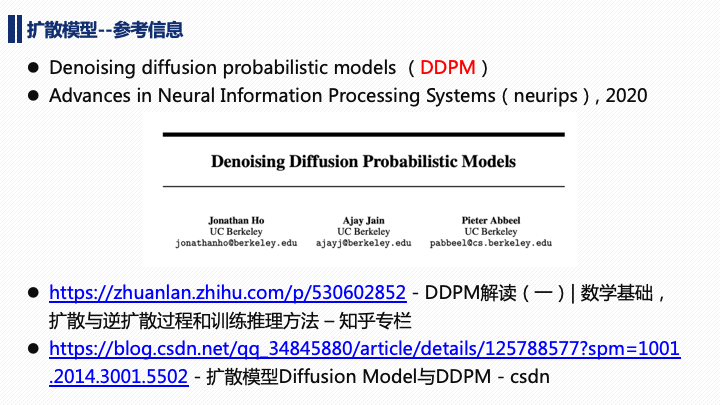 扩散模型--参考信息
● Denoising diffusion probabilistic models （DDPM）
● Advances in Neural Information Processing Systems（neurips）, 2020
Denoising Diffusion Probabilistic Models
Jonathan Ho Ajay Jain Pieter Abbeel
UC Berkeley UC Berkeley UC Berkeley
jonathanho@berkeley.edu ajayj@berkeley.edu pabbeel@cs.berkeley.edu
● https://zhuanlan.zhihu.com/p/530602852 - DDPM解读（一）| 数学基础，
扩散与逆扩散过程和训练推理方法 – 知乎专栏
● https://blog.csdn.net/qq_34845880/article/details/125788577?spm=1001
.2014.3001.5502 - 扩散模型Diffusion Model与DDPM - csdn